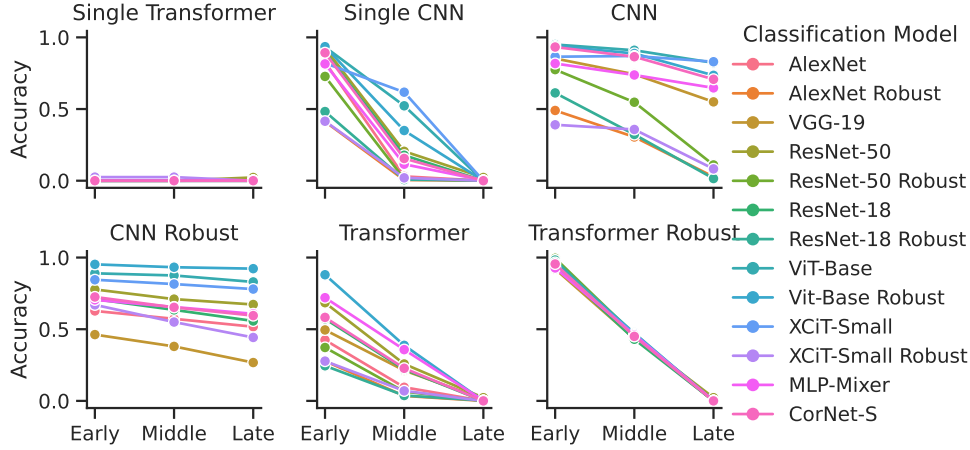 Single Transformer
Single CNN
CNN
Accuracy
1.0
0.5
0.0
CNN Robust
Transformer
Transformer Robust
Accuracy
1.0
0.5
0.0
Early Middle Late
Early Middle Late
Early Middle Late
Classification Model
AlexNet
AlexNet Robust
VGG-19
ResNet-50
ResNet-50 Robust
ResNet-18
ResNet-18 Robust
ViT-Base
Vit-Base Robust
XCiT-Small
XCiT-Small Robust
MLP-Mixer
CorNet-S